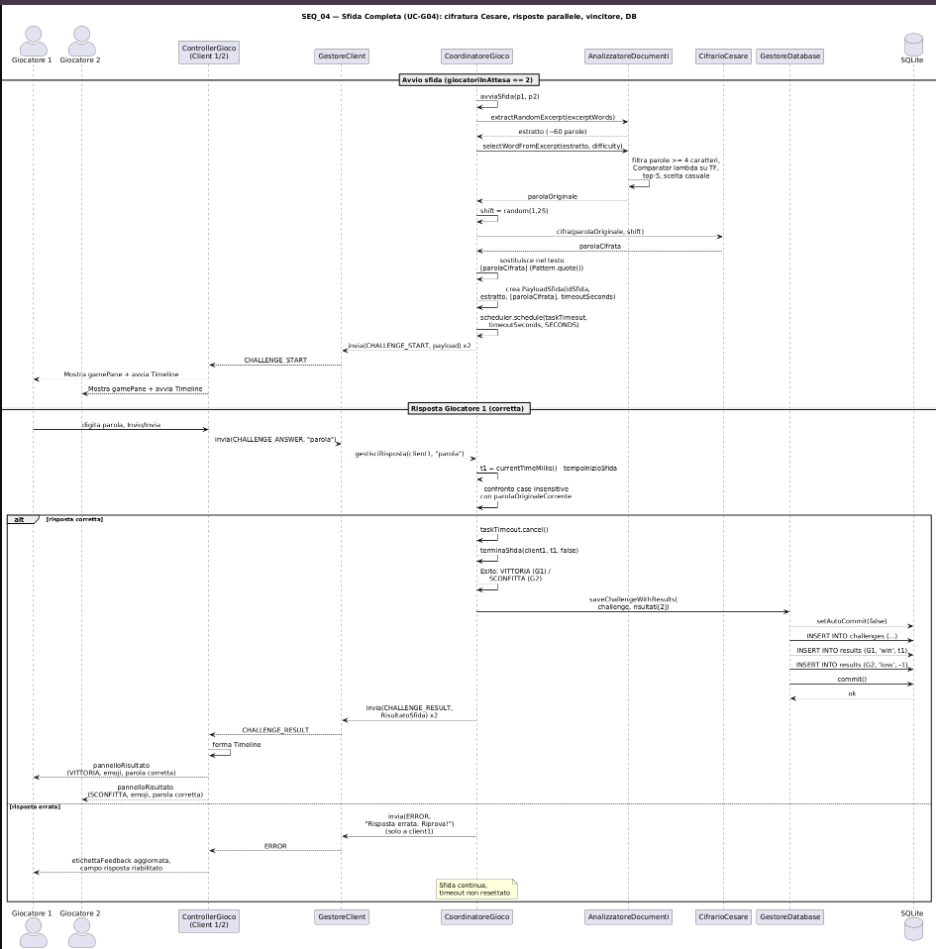 SEQ_04 — Sfida Completa (UC-G04): cifratura Cesare, risposte parallele, vincitore, DB
Giocatore 1
Giocatore 2
ControllerGioco
(Client 1/2)
GestoreClient
CoordinatoreGioco
AnalizzatoreDocumenti
CifrarioCesare
GestoreDatabase
SQLite
Avvio sfida (giocatoriInAttesa == 2)
avviaSfida(p1, p2)
extractRandomExcerpt(excerptWords)
estratto (~60 parole)
selectWordFromExcerpt(estratto, difficulty)
filtra parole >= 4 caratteri,
Comparator lambda su TF,
top-5, scelta casuale
parolaOriginale
shift = random(1,25)
cifra(parolaOriginale, shift)
parolaCifrata
sostituisce nel testo
[parolaCifrata] (Pattern.quote())
crea PayloadSfida(idSfida,
estratto, [parolaCifrata], timeoutSeconds)
scheduler.schedule(taskTimeout,
timeoutSeconds, SECONDS)
invia(CHALLENGE_START, payload) x2
CHALLENGE_START
Mostra gamePane + avvia Timeline
Mostra gamePane + avvia Timeline
Risposta Giocatore 1 (corretta)
digita parola, Invio/Invia
invia(CHALLENGE_ANSWER, "parola")
gestisciRisposta(client1, "parola")
t1 = currentTimeMillis() tempoInizioSfida
confronto case insensitive
con parolaOriginaleCorrente
alt
[risposta corretta]
taskTimeout.cancel()
terminaSfida(client1, t1, false)
Esito: VITTORIA (G1) /
SCONFITTA (G2)
saveChallengeWithResults(
challenge, risultati[2])
setAutoCommit(false)
INSERT INTO challenges (...)
INSERT INTO results (G1, 'win', t1)
INSERT INTO results (G2, 'loss', -1)
commit()
ok
invia(CHALLENGE_RESULT,
RisultatoSfida) x2
CHALLENGE_RESULT
ferma Timeline
pannelloRisultato
(VITTORIA, emoji, parola corretta)
pannelloRisultato
(SCONFITTA, emoji, parola corretta)
[risposta errata]
invia(ERROR,
"Risposta errata. Riprova!")
(solo a client1)
ERROR
etichettaFeedback aggiornata,
campo risposta riabilitato
Sfida continua,
timeout non resettato
Giocatore 1
Giocatore 2
ControllerGioco
(Client 1/2)
GestoreClient
CoordinatoreGioco
AnalizzatoreDocumenti
CifrarioCesare
GestoreDatabase
SQLite